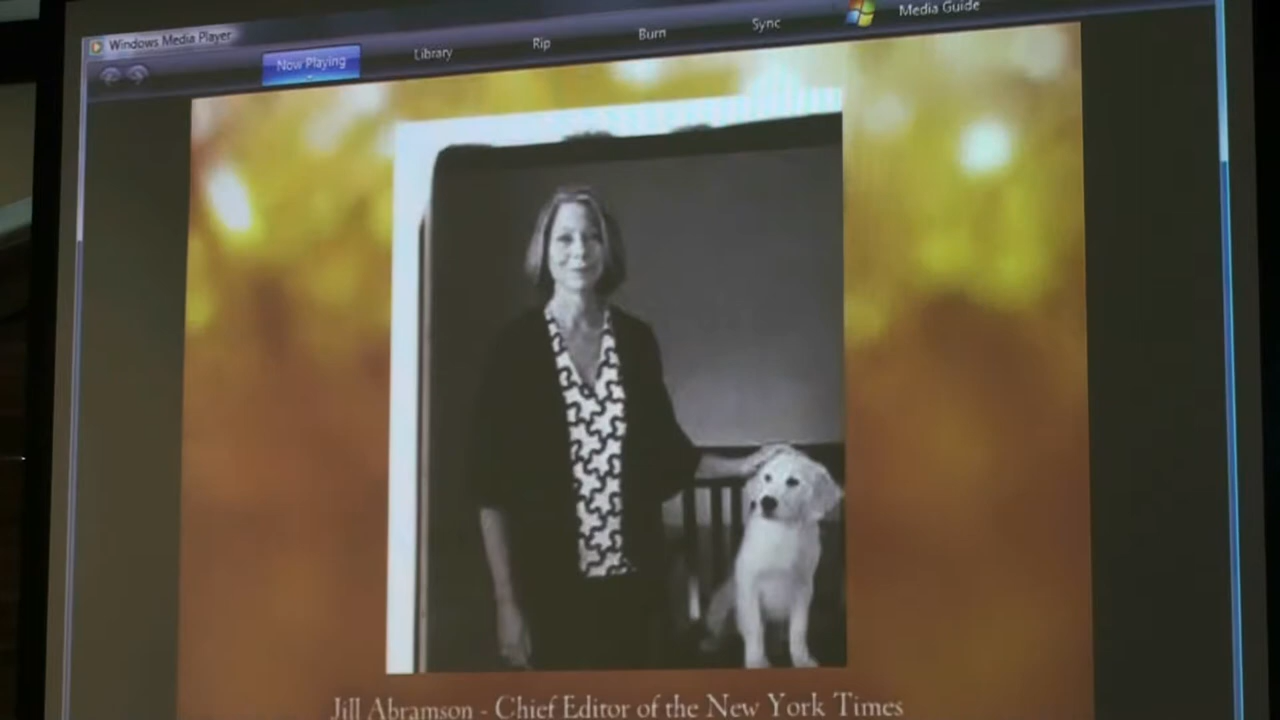 Windows Media Player
Now Playing
Library
Rip
Burn
Sync
Media Guide
Jill Abramson - Chief Editor of the New York Times